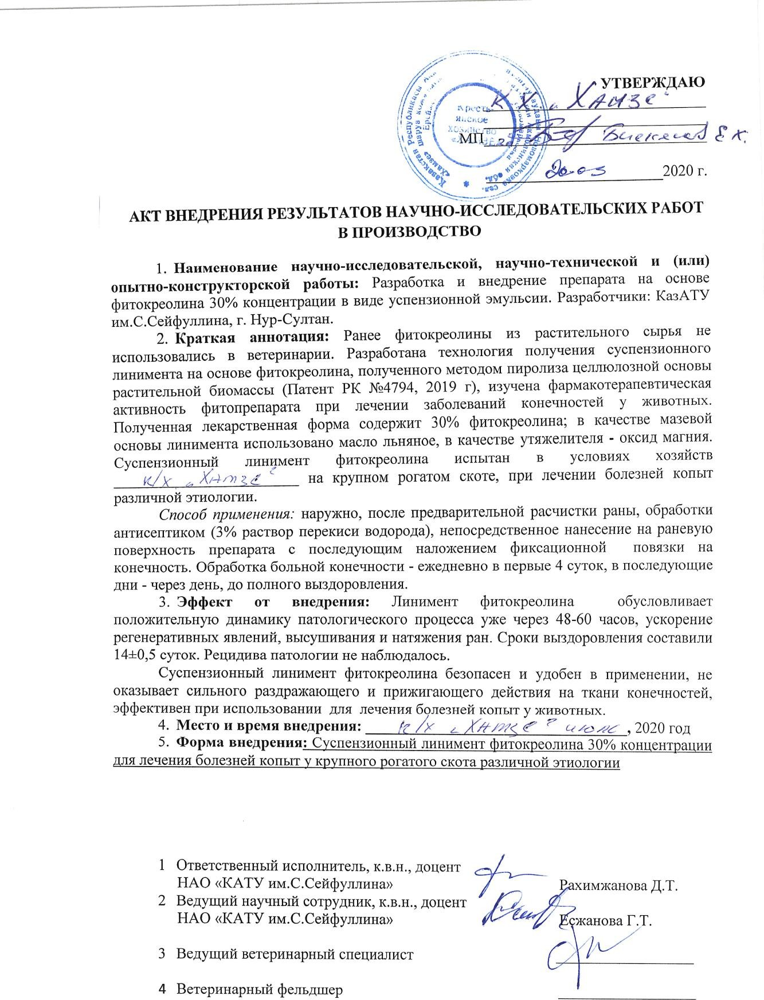 УТВЕРЖДАЮ
К/Х „Хамзе"
МП
20.03 2020 г.
Крестьянское
хозяйство
«ХАМЗЕ»
АКТ ВНЕДРЕНИЯ РЕЗУЛЬТАТОВ НАУЧНО-ИССЛЕДОВАТЕЛЬСКИХ РАБОТ
В ПРОИЗВОДСТВО
1. Наименование научно-исследовательской, научно-технической и (или)
опытно-конструкторской работы: Разработка и внедрение препарата на основе
фитокреолина 30% концентрации в виде успензионной эмульсии. Разработчики: КазАТУ
им.С.Сейфуллина, г. Нур-Султан.
2. Краткая аннотация: Ранее фитокреолины из растительного сырья не
использовались в ветеринарии. Разработана технология получения суспензионного
линимента на основе фитокреолина, полученного методом пиролиза целлюлозной основы
растительной биомассы (Патент РК №4794, 2019 г), изучена фармакотерапевтическая
активность фитопрепарата при лечении заболеваний конечностей у животных.
Полученная лекарственная форма содержит 30% фитокреолина; в качестве мазевой
основы линимента использовано масло льняное, в качестве утяжелителя - оксид магния.
Суспензионный линимент фитокреолина испытан в условиях хозяйств
к/х „Хамзе" на крупном рогатом скоте, при лечении болезней копыт
различной этиологии.
Способ применения: наружно, после предварительной расчистки раны, обработки
антисептиком (3% раствор перекиси водорода), непосредственное нанесение на раневую
поверхность препарата с последующим наложением фиксационной повязки на
конечность. Обработка больной конечности - ежедневно в первые 4 суток, в последующие
дни - через день, до полного выздоровления.
3. Эффект от внедрения: Линимент фитокреолина обусловливает
положительную динамику патологического процесса уже через 48-60 часов, ускорение
регенеративных явлений, высушивания и натяжения ран. Сроки выздоровления составили
14±0,5 суток. Рецидива патологии не наблюдалось.
Суспензионный линимент фитокреолина безопасен и удобен в применении, не
оказывает сильного раздражающего и прижигающего действия на ткани конечностей,
эффективен при использовании для лечения болезней копыт у животных.
4. Место и время внедрения: к/х „Хамзе" июль, 2020 год
5. Форма внедрения: Суспензионный линимент фитокреолина 30% концентрации
для лечения болезней копыт у крупного рогатого скота различной этиологии
1 Ответственный исполнитель, к.в.н., доцент
НАО «КАТУ им.С.Сейфуллина» Рахимжанова Д.Т.
2 Ведущий научный сотрудник, к.в.н., доцент
НАО «КАТУ им.С.Сейфуллина» Есжанова Г.Т.
3 Ведущий ветеринарный специалист
4 Ветеринарный фельдшер